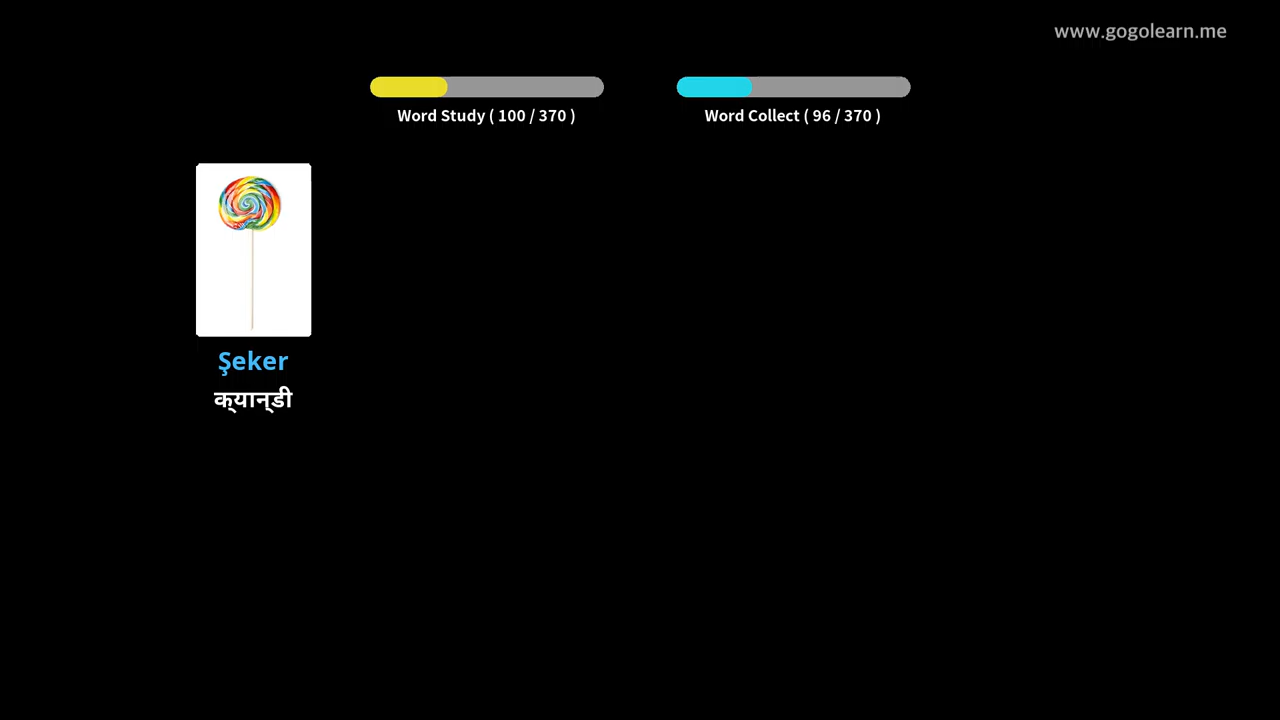 www.gogolearn.me
Word Study ( 100 / 370 )
Word Collect ( 96 / 370 )
Şeker
क्यान्डी